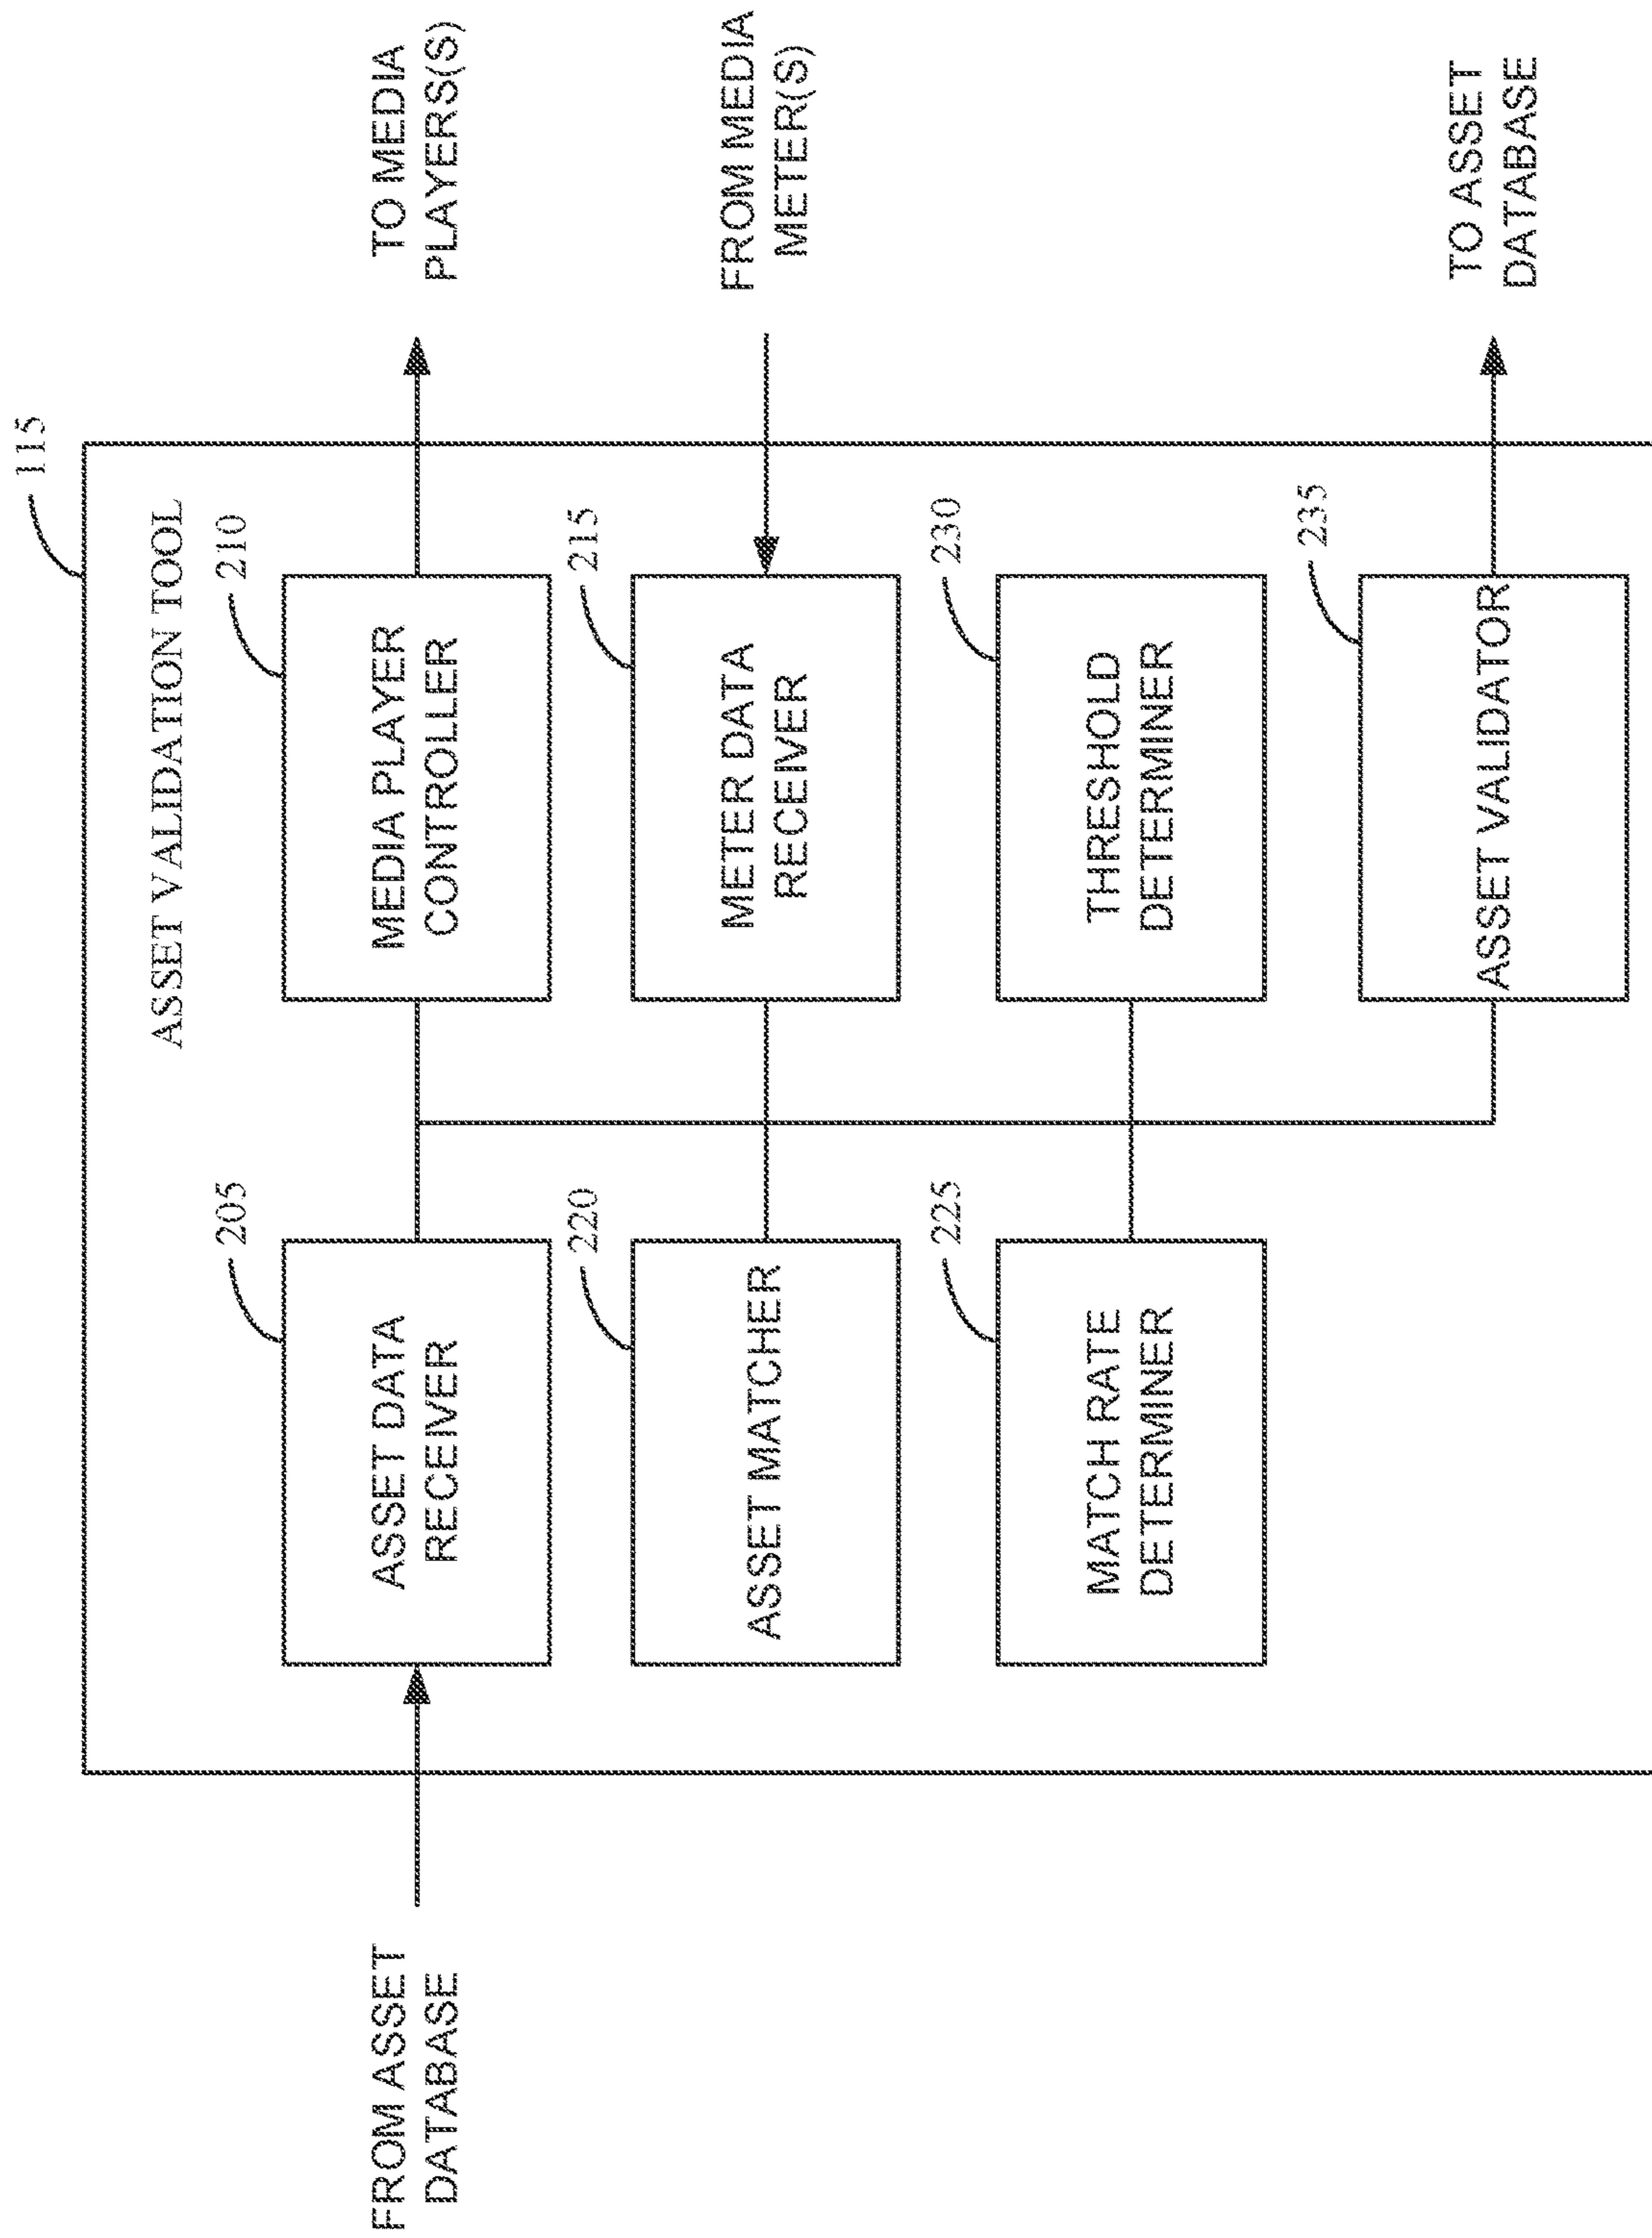 115
ASSET VALIDATION TOOL
FROM ASSET
DATABASE
205
ASSET DATA
RECEIVER
210
MEDIA PLAYER
CONTROLLER
TO MEDIA
PLAYERS(S)
220
ASSET MATCHER
215
METER DATA
RECEIVER
FROM MEDIA
METER(S)
225
MATCH RATE
DETERMINER
230
THRESHOLD
DETERMINER
235
ASSET VALIDATOR
TO ASSET
DATABASE